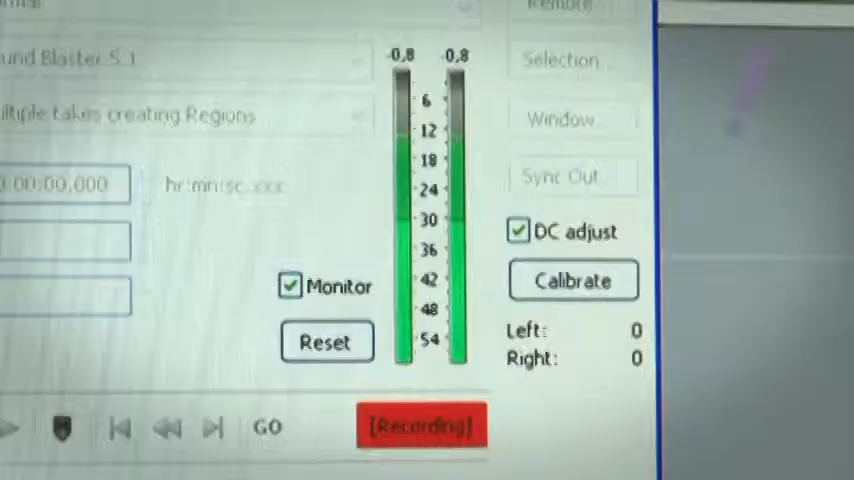 Remote
und Blaster 5.1
-0,8 -0,8
Selection...
ultiple takes creating Regions
6
Window...
12
18
0:00:00,000 hr:mn:sc.xxx
24
Sync Out...
30
DC adjust
36
Monitor
42
Calibrate
48
Reset
54
Left: 0
Right: 0
GO
[Recording]